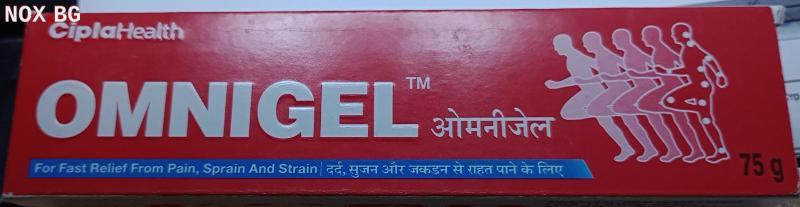 NOX BG
CiplaHealth
OMNIGEL™ ओमनीजेल
For Fast Relief From Pain, Sprain And Strain | दर्द, सुजन और जकडन से राहत पाने के लिए
75 g